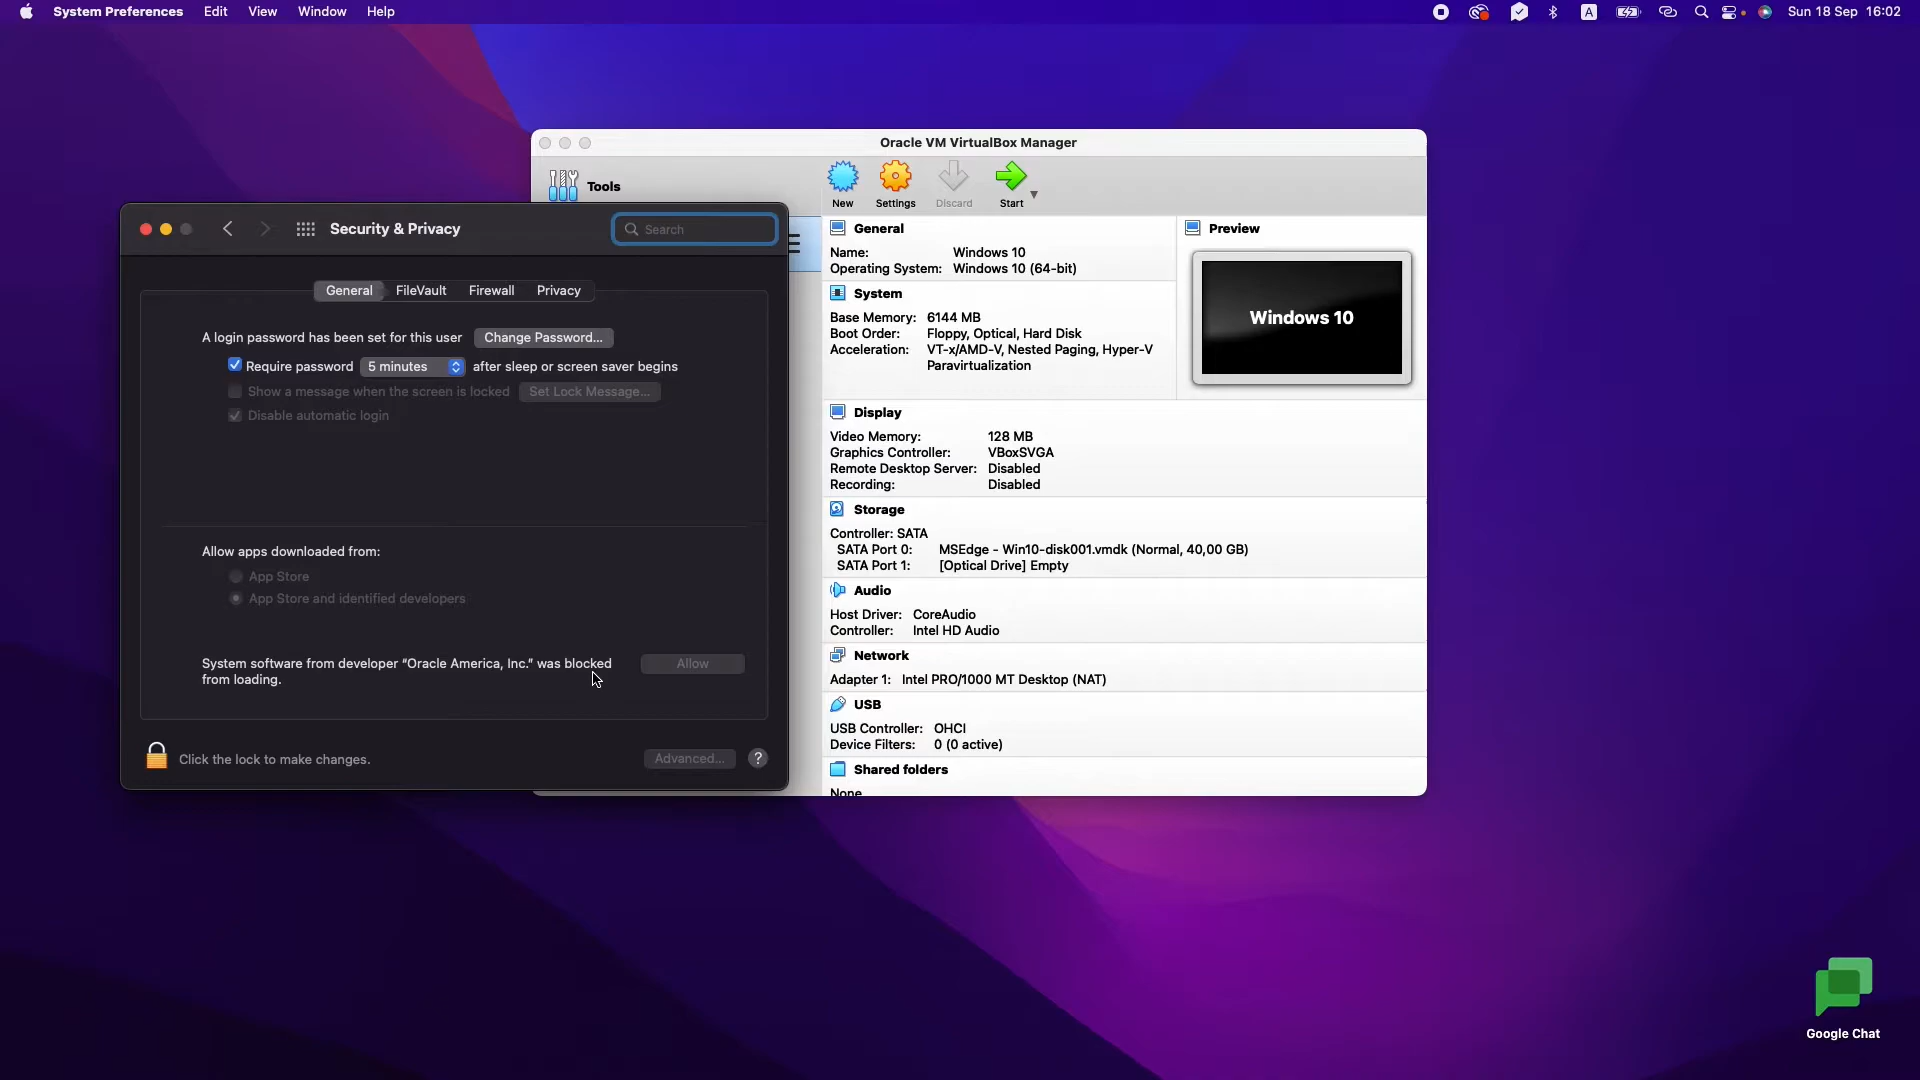 System Preferences Edit View Window Help
A
Sun 18 Sep 16:02
Oracle VM VirtualBox Manager
Tools
New Settings Discard Start
Security & Privacy
Search
General FileVault Firewall Privacy
A login password has been set for this user Change Password...
Require password 5 minutes after sleep or screen saver begins
Show a message when the screen is locked Set Lock Message...
Disable automatic login
Allow apps downloaded from:
App Store
App Store and identified developers
System software from developer “Oracle America, Inc.” was blocked
from loading.
Allow
Click the lock to make changes.
Advanced... ?
General
Name: Windows 10
Operating System: Windows 10 (64-bit)
Preview
Windows 10
System
Base Memory: 6144 MB
Boot Order: Floppy, Optical, Hard Disk
Acceleration: VT-x/AMD-V, Nested Paging, Hyper-V
Paravirtualization
Display
Video Memory: 128 MB
Graphics Controller: VBoxSVGA
Remote Desktop Server: Disabled
Recording: Disabled
Storage
Controller: SATA
SATA Port 0: MSEdge - Win10-disk001.vmdk (Normal, 40,00 GB)
SATA Port 1: [Optical Drive] Empty
Audio
Host Driver: CoreAudio
Controller: Intel HD Audio
Network
Adapter 1: Intel PRO/1000 MT Desktop (NAT)
USB
USB Controller: OHCI
Device Filters: 0 (0 active)
Shared folders
None
Google Chat